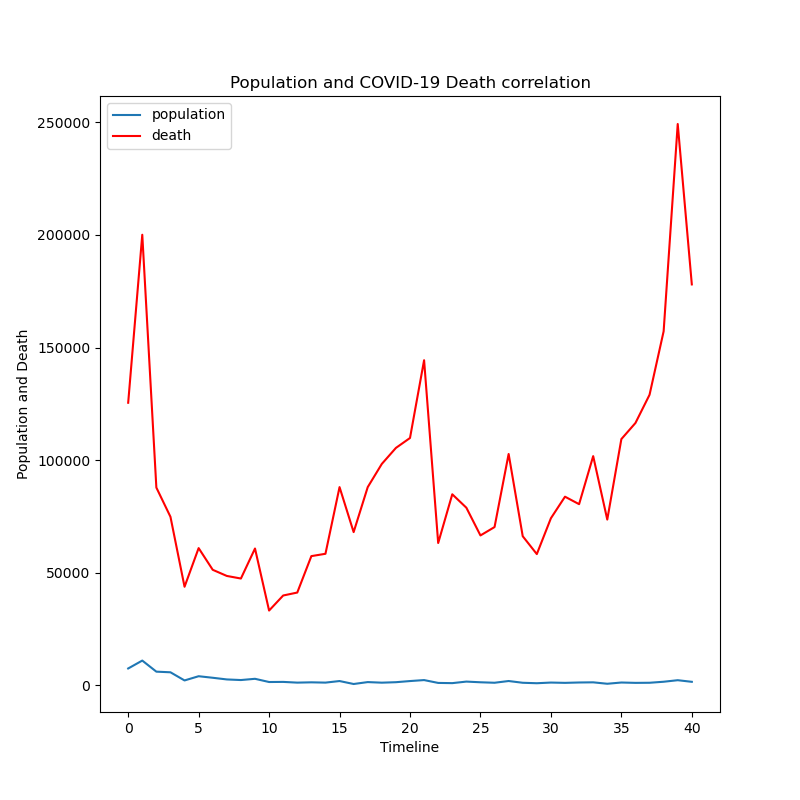 Population and COVID-19 Death correlation
population
death
250000
200000
150000
100000
50000
0
Population and Death
0 5 10 15 20 25 30 35 40
Timeline